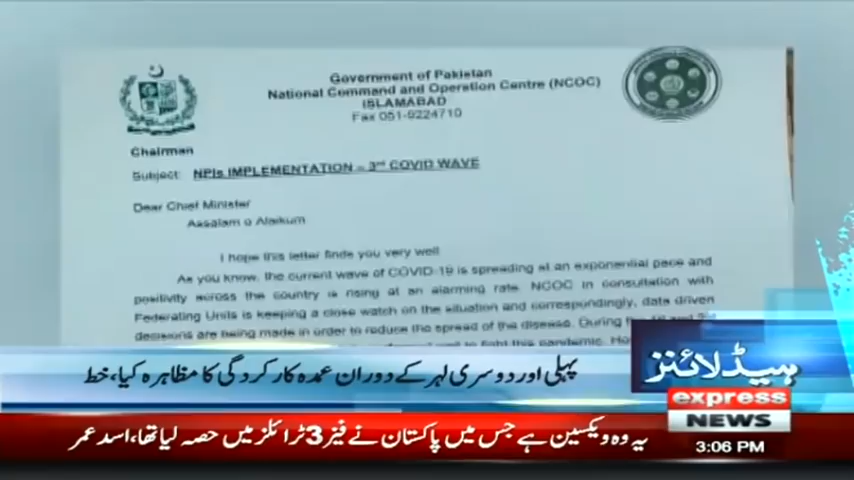 Government of Pakistan
National Command and Operation Centre (NCOC)
ISLAMABAD
Fax 051-9224710
Chairman
Subject: NPIs IMPLEMENTATION – 3rd COVID WAVE
Dear Chief Minister
Assalam o Alaikum
I hope this letter finds you very well
As you know, the current wave of COVID-19 is spreading at an exponential pace and
positivity across the country is rising at an alarming rate. NCOC in consultation with
Federating Units is keeping a close watch on the situation and correspondingly, data driven
decisions are being made in order to reduce the spread of the disease. During the
to fight this pandemic.
پہلی اور دوسری لہر کے دوران عمدہ کارکردگی کا مظاہرہ کیا، خط
ہیڈلائنز
express
NEWS
یہ وہ ویکسین ہے جس میں پاکستان نے فیز 3 ٹرائلز میں حصہ لیا تھا، اسد عمر
3:06 PM